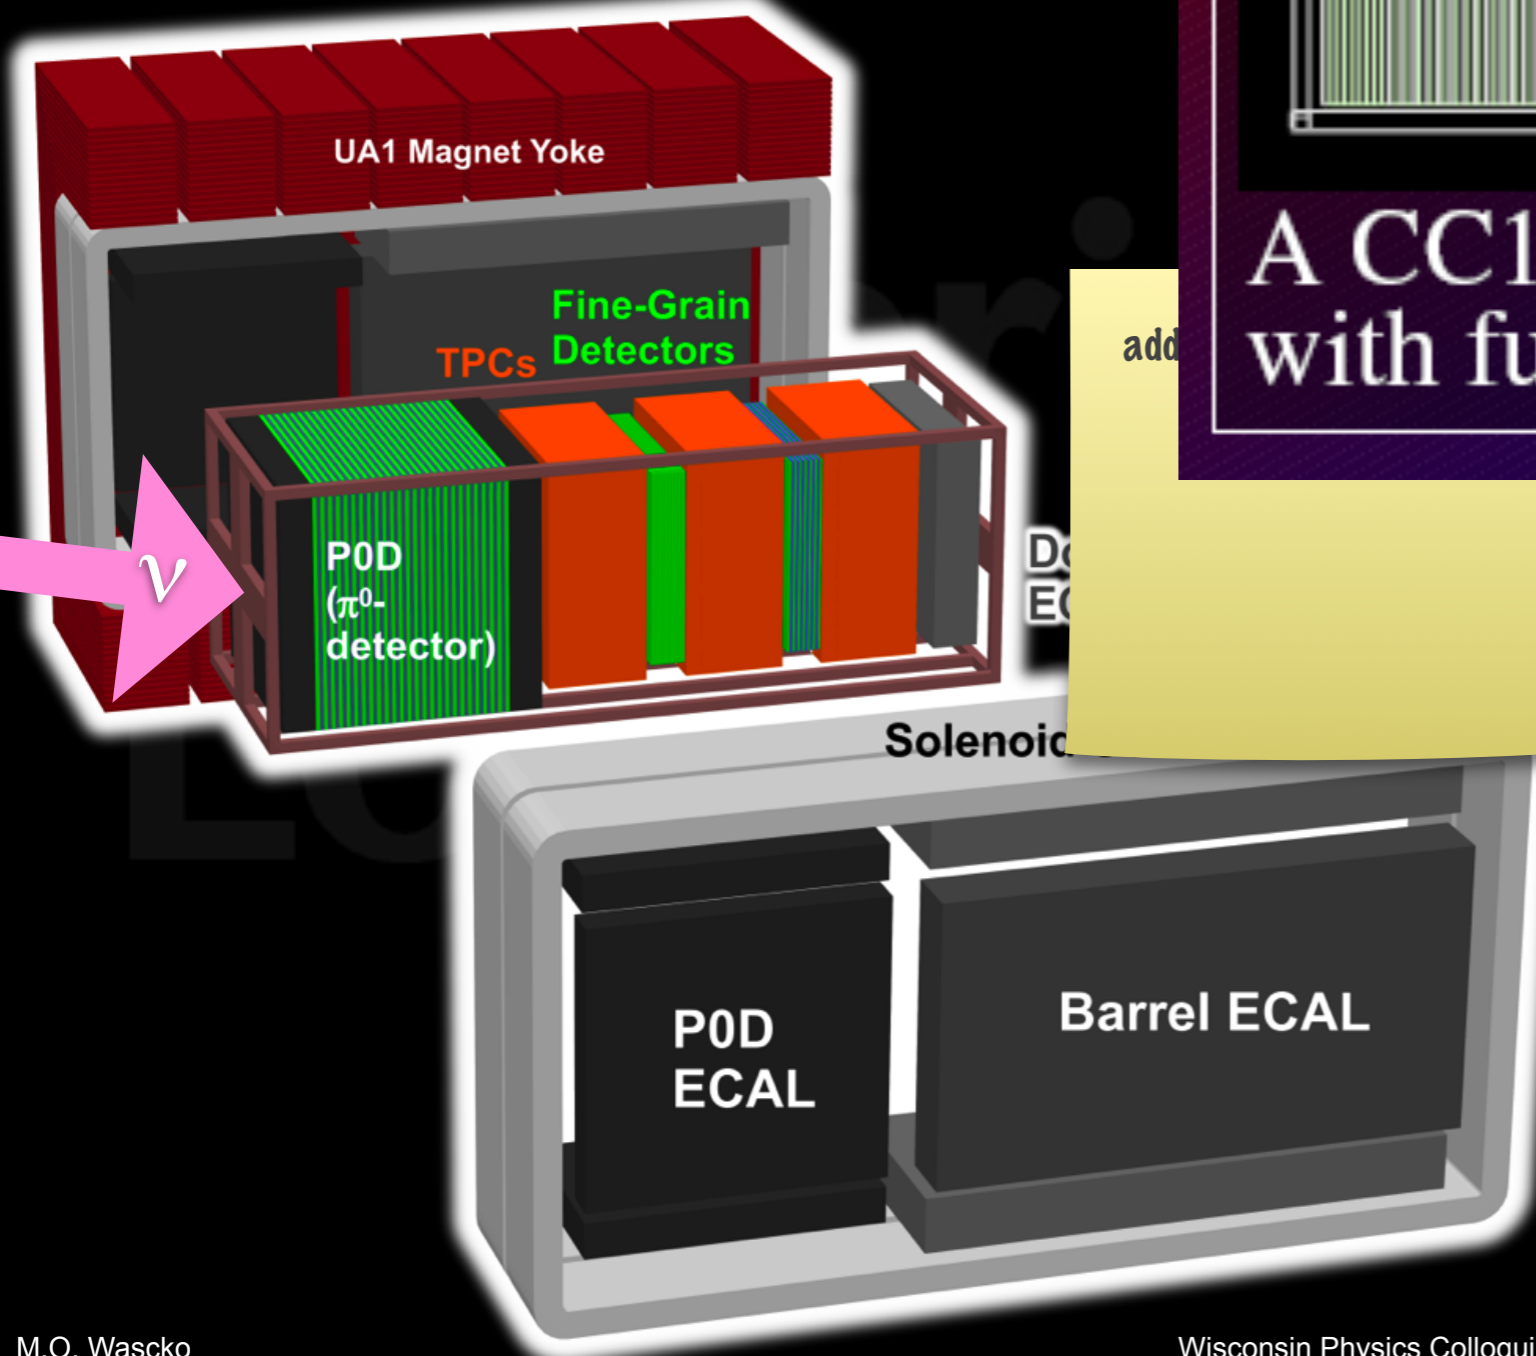 UA1 Magnet Yoke
Fine-Grain
Detectors
TPCs
A CC1
with fu
add
ν
P0D
(π⁰-
detector)
Solenoid
P0D
ECAL
Barrel ECAL
M.O. Wascko
Wisconsin Physics Colloqui